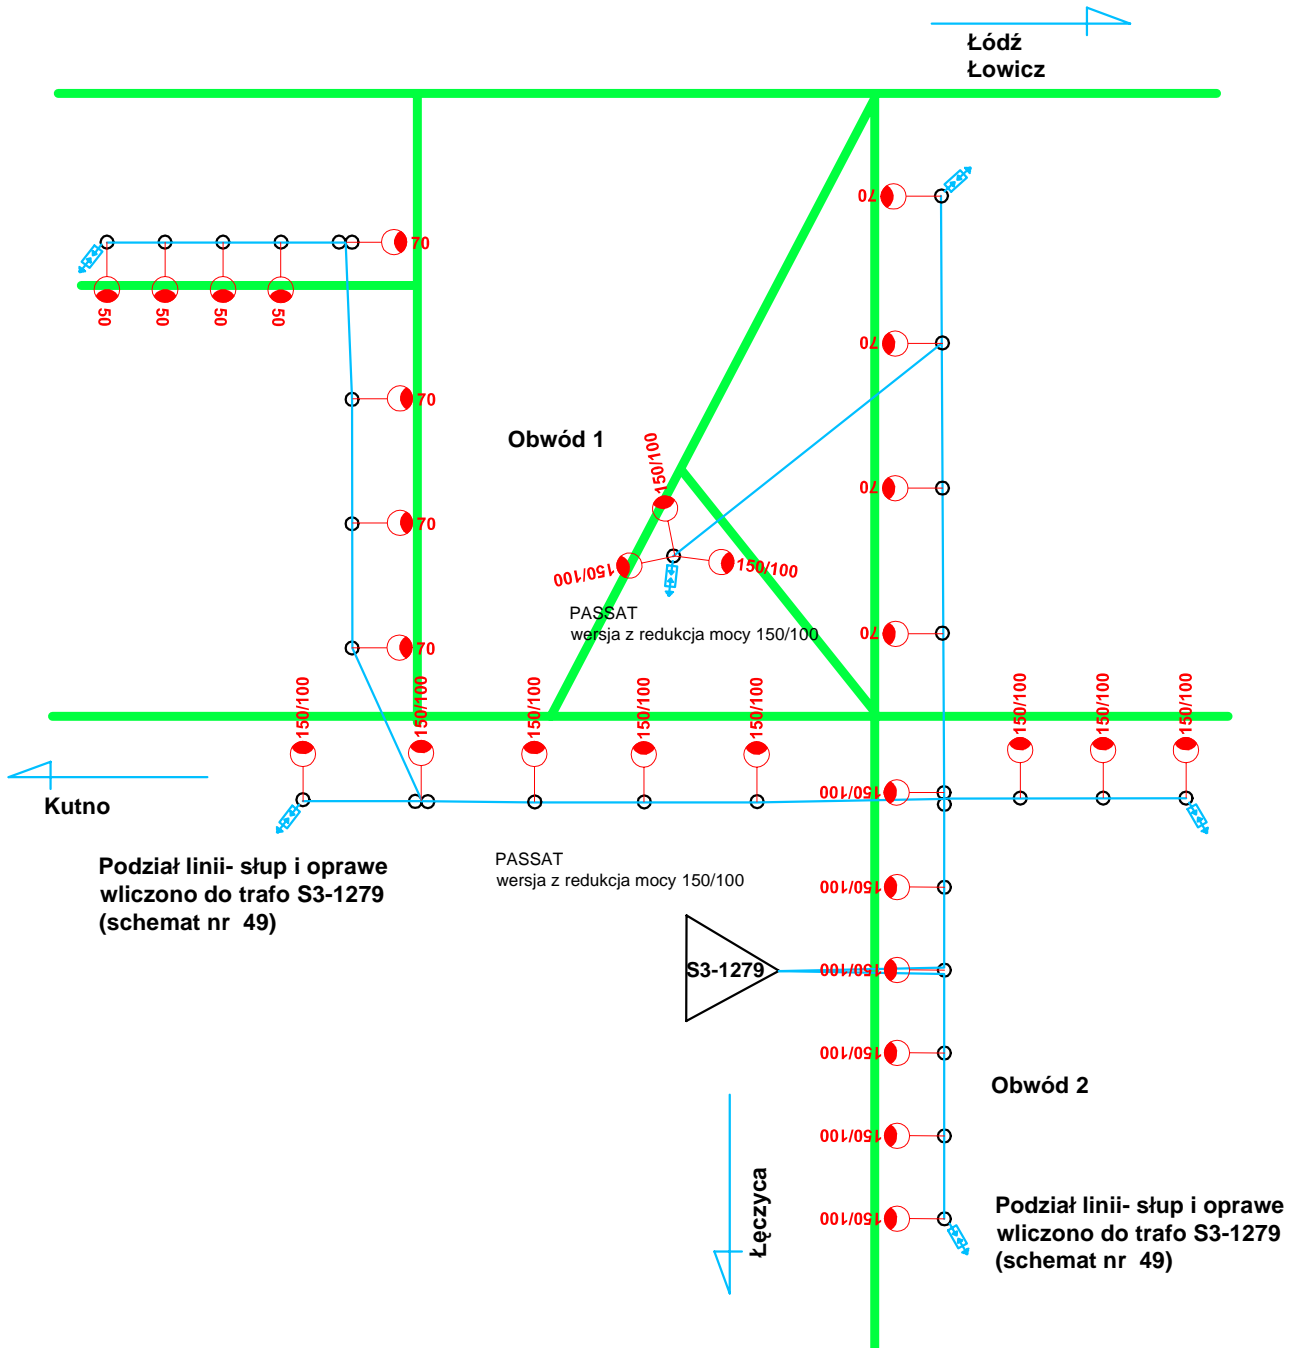 Łódź
Łowicz
70
70
50
50
50
50
70
70
Obwód 1
150/100
70
70
150/100
150/100
PASSAT
wersja z redukcja mocy 150/100
70
70
150/100
150/100
150/100
150/100
150/100
150/100
150/100
150/100
Kutno
150/100
Podział linii- słup i oprawe
wliczono do trafo S3-1279
(schemat nr 49)
PASSAT
wersja z redukcja mocy 150/100
150/100
S3-1279
150/100
150/100
Obwód 2
150/100
Łęczyca
150/100
Podział linii- słup i oprawe
wliczono do trafo S3-1279
(schemat nr 49)